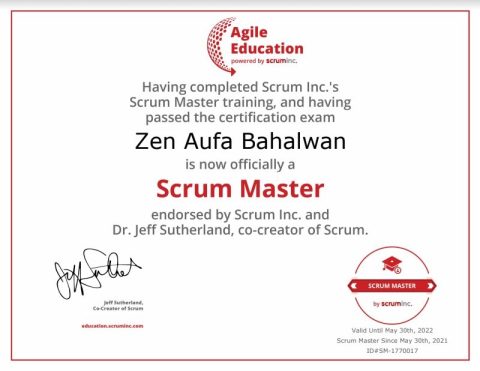 Agile
Education
powered by scruminc.
Having completed Scrum Inc.'s
Scrum Master training, and having
passed the certification exam
Zen Aufa Bahalwan
is now officially a
Scrum Master
endorsed by Scrum Inc. and
Dr. Jeff Sutherland, co-creator of Scrum.
Jeff Sutherland
Jeff Sutherland,
Co-Creator of Scrum
education.scruminc.com
SCRUM MASTER
by scruminc.
Valid Until May 30th, 2022
Scrum Master Since May 30th, 2021
ID#SM-1770017